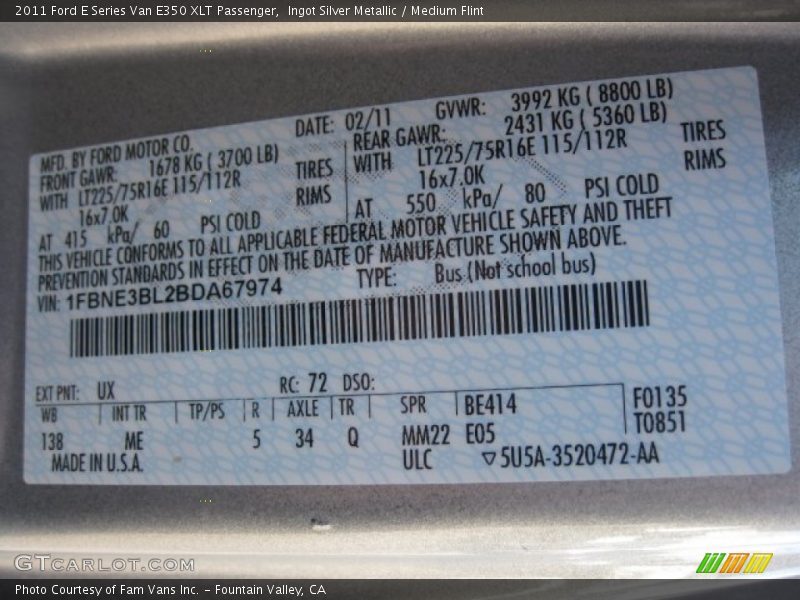 2011 Ford E Series Van E350 XLT Passenger,  Ingot Silver Metallic / Medium Flint
MFD. BY FORD MOTOR CO.
DATE: 02/11
GVWR: 3992 KG ( 8800 LB)
FRONT GAWR: 1678 KG ( 3700 LB)
WITH LT225/75R16E 115/112R TIRES
16x7.0K RIMS
AT 415 kPa/ 60 PSI COLD
REAR GAWR: 2431 KG ( 5360 LB)
WITH LT225/75R16E 115/112R TIRES
16x7.0K RIMS
AT 550 kPa/ 80 PSI COLD
THIS VEHICLE CONFORMS TO ALL APPLICABLE FEDERAL MOTOR VEHICLE SAFETY AND THEFT
PREVENTION STANDARDS IN EFFECT ON THE DATE OF MANUFACTURE SHOWN ABOVE.
VIN: 1FBNE3BL2BDA67974
TYPE: Bus (Not school bus)
EXT PNT: UX RC: 72 DSO:
WB INT TR TP/PS R AXLE TR SPR BE414 F0135
138 ME 5 34 Q MM22 E05 T0851
MADE IN U.S.A. ULC ▽5U5A-3520472-AA
GTCARLOT.COM
Photo Courtesy of Fam Vans Inc. – Fountain Valley, CA